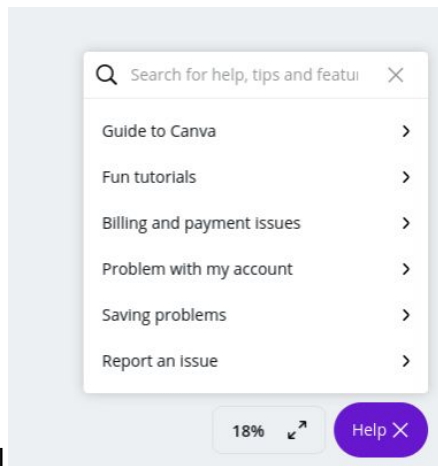 Search for help, tips and featu
Guide to Canva
Fun tutorials
Billing and payment issues
Problem with my account
Saving problems
Report an issue
18%
Help